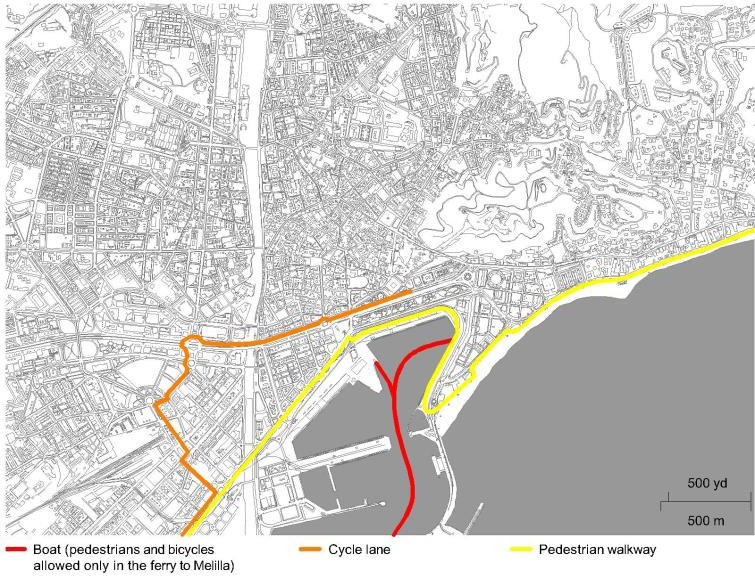 500 yd
500 m
Boat (pedestrians and bicycles
allowed only in the ferry to Melilla)
Cycle lane
Pedestrian walkway